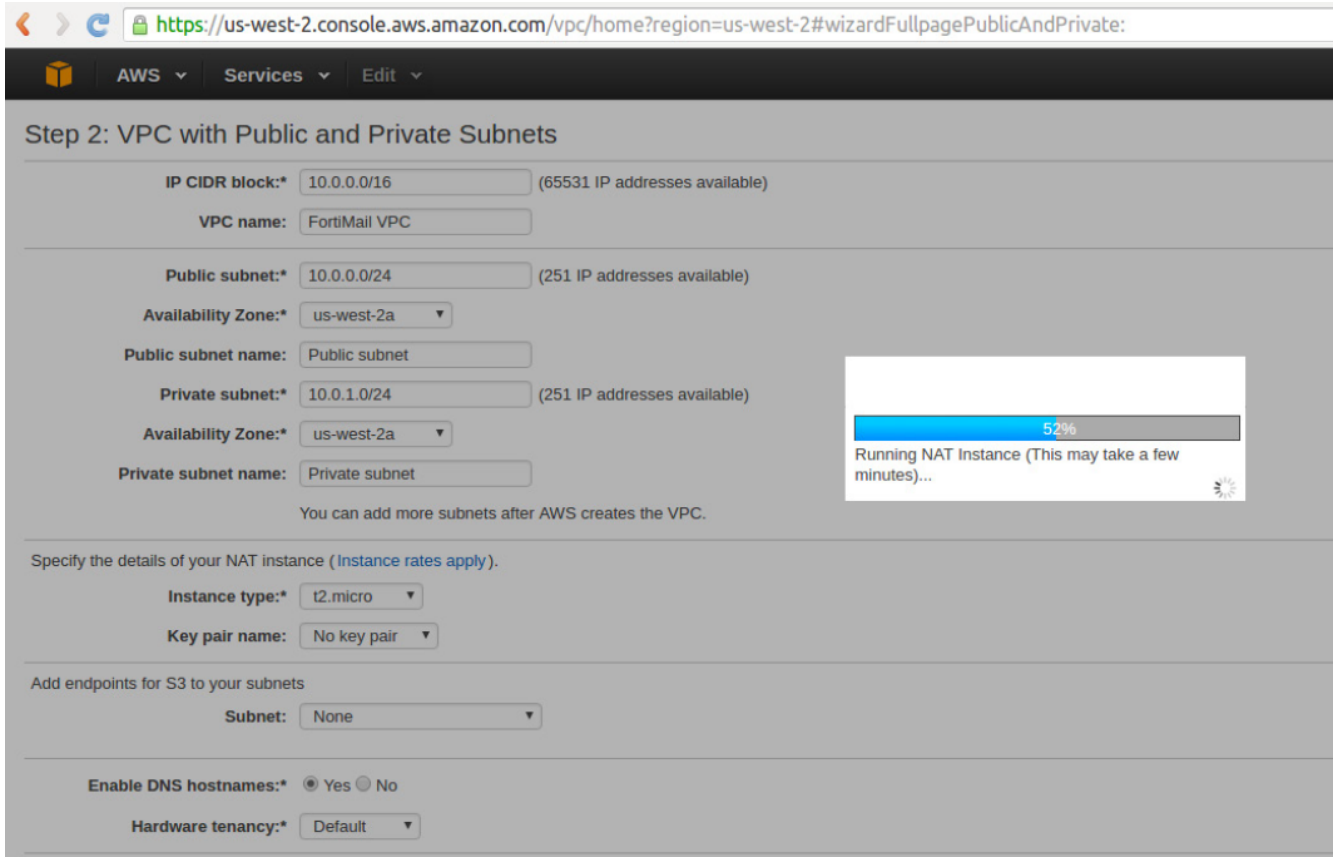 https://us-west-2.console.aws.amazon.com/vpc/home?region=us-west-2#wizardFullpagePublicAndPrivate:
AWS Services Edit
Step 2: VPC with Public and Private Subnets
IP CIDR block:* 10.0.0.0/16 (65531 IP addresses available)
VPC name: FortiMail VPC
Public subnet:* 10.0.0.0/24 (251 IP addresses available)
Availability Zone:* us-west-2a
Public subnet name: Public subnet
Private subnet:* 10.0.1.0/24 (251 IP addresses available)
Availability Zone:* us-west-2a
Private subnet name: Private subnet
You can add more subnets after AWS creates the VPC.
52%
Running NAT Instance (This may take a few
minutes)...
Specify the details of your NAT instance (Instance rates apply).
Instance type:* t2.micro
Key pair name: No key pair
Add endpoints for S3 to your subnets
Subnet: None
Enable DNS hostnames:* Yes No
Hardware tenancy:* Default